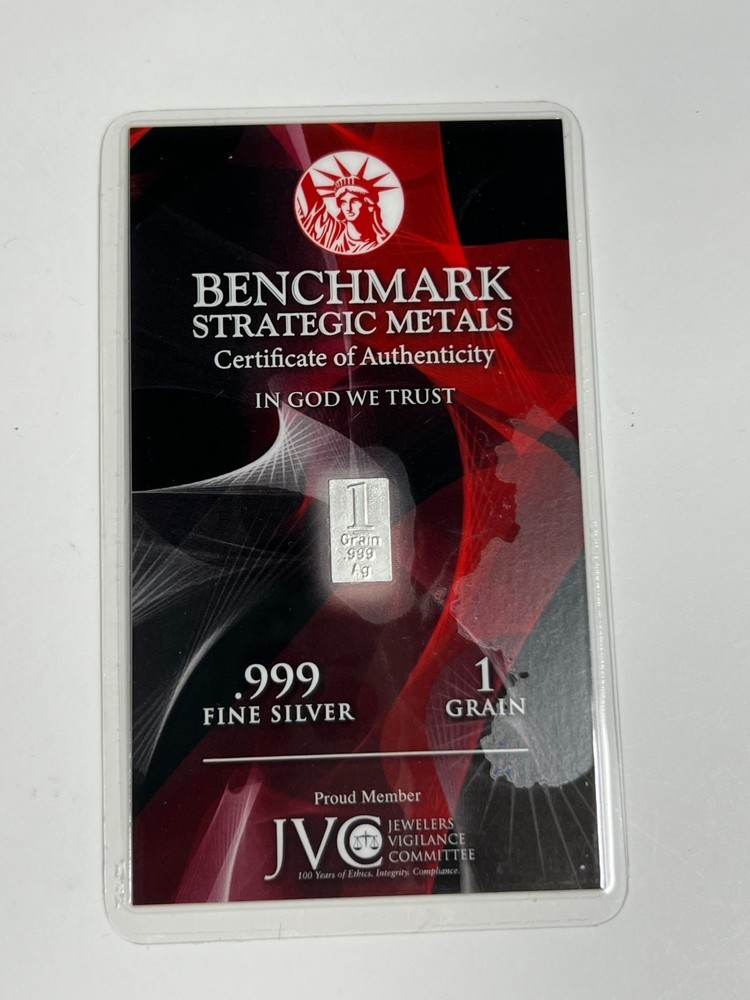 BENCHMARK
STRATEGIC METALS
Certificate of Authenticity
IN GOD WE TRUST
1
Grain
.999
Ag
.999
FINE SILVER
1
GRAIN
Proud Member
JVC
JEWELERS
VIGILANCE
COMMITTEE
100 Years of Ethics. Integrity. Compliance.